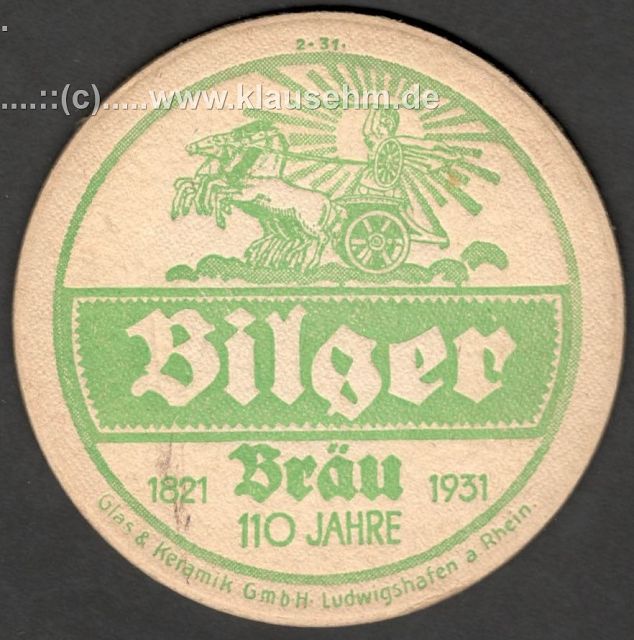 .
.....::(c).....www.klausehm.de
2-31.
Bilger
Bräu
1821 1931
110 JAHRE
Glas & Keramik GmbH. Ludwigshafen a Rhein.